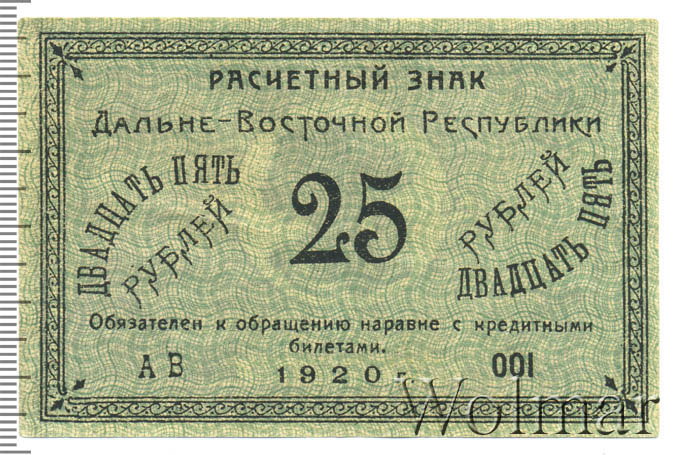 РАСЧЕТНЫЙ ЗНАК
Дальне-Восточной Республики
ДВАДЦАТЬ ПЯТЬ
РУБЛЕЙ
25
РУБЛЕЙ
ДВАДЦАТЬ ПЯТЬ
Обязателен к обращению наравне с кредитными
билетами.
АВ
1920 г.
001
Wolmar